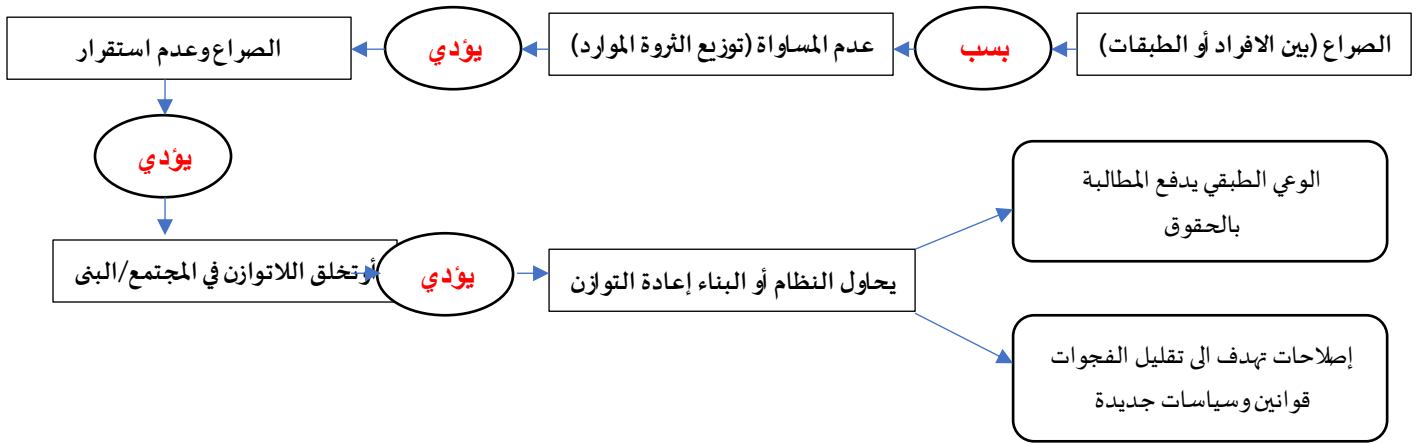 الصراع (بين الافراد أو الطبقات)
بسب
عدم المساواة (توزيع الثروة الموارد)
يؤدي
الصراع وعدم استقرار
يؤدي
أو تخلق اللاتوازن في المجتمع/البنى
يؤدي
يحاول النظام أو البناء إعادة التوازن
الوعي الطبقي يدفع المطالبة
بالحقوق
إصلاحات تهدف الى تقليل الفجوات
قوانين وسياسات جديدة